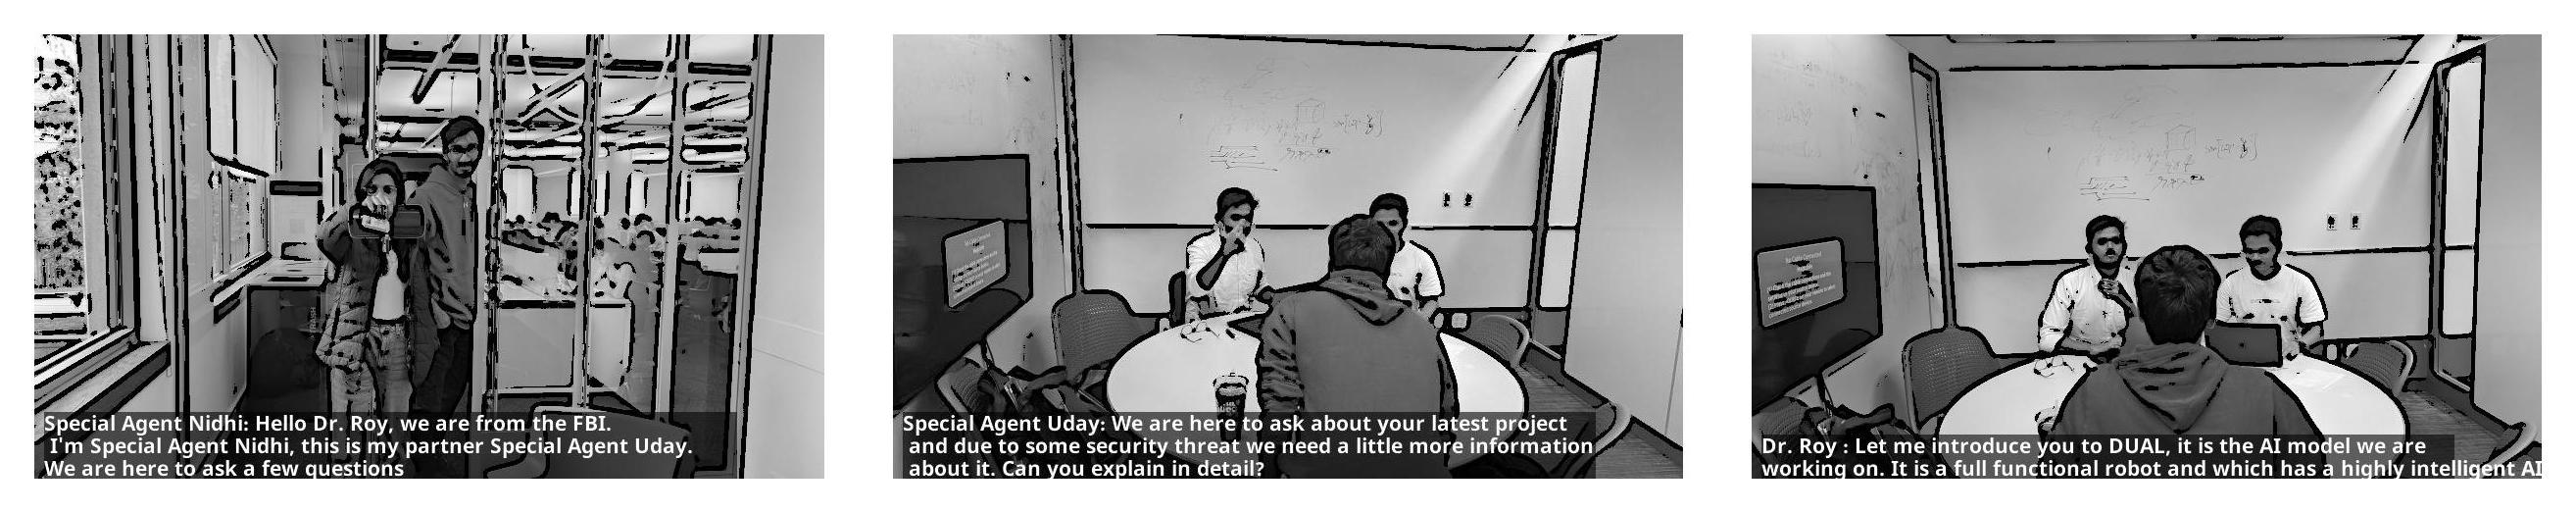 Special Agent Nidhi: Hello Dr. Roy, we are from the FBI.
I'm Special Agent Nidhi, this is my partner Special Agent Uday.
We are here to ask a few questions
Special Agent Uday: We are here to ask about your latest project
and due to some security threat we need a little more information
about it. Can you explain in detail?
Dr. Roy : Let me introduce you to DUAL, it is the AI model we are
working on. It is a full functional robot and which has a highly intelligent AI